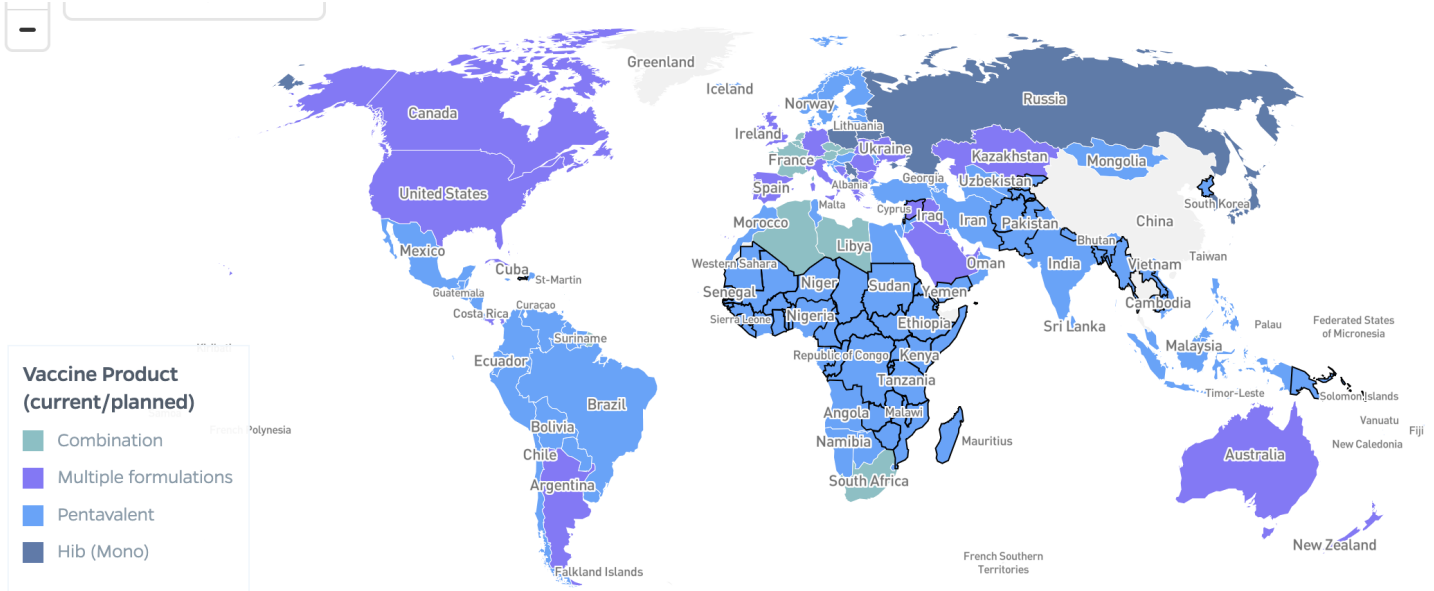 −
Greenland
Iceland
Canada
Norway
Russia
Lithuania
Ireland
Ukraine
France
Kazakhstan
Mongolia
United States
Spain
Albania
Georgia
Uzbekistan
Malta
Cyprus
South Korea
Morocco
Iraq
Iran
Pakistan
China
Mexico
Libya
Bhutan
Taiwan
Western Sahara
Oman
India
Vietnam
Cuba
St-Martin
Guatemala
Senegal
Niger
Sudan
Yemen
Cambodia
Curaçao
Costa Rica
Sierra Leone
Nigeria
Ethiopia
Sri Lanka
Palau
Federated States
of Micronesia
Suriname
Ecuador
Republic of Congo
Kenya
Malaysia
Vaccine Product
(current/planned)
Tanzania
Timor-Leste
Solomon Islands
Brazil
Angola
Malawi
Vanuatu
Fiji
French Polynesia
Bolivia
Namibia
Mauritius
New Caledonia
Combination
Chile
Australia
Multiple formulations
Argentina
South Africa
Pentavalent
New Zealand
Hib (Mono)
Falkland Islands
French Southern
Territories